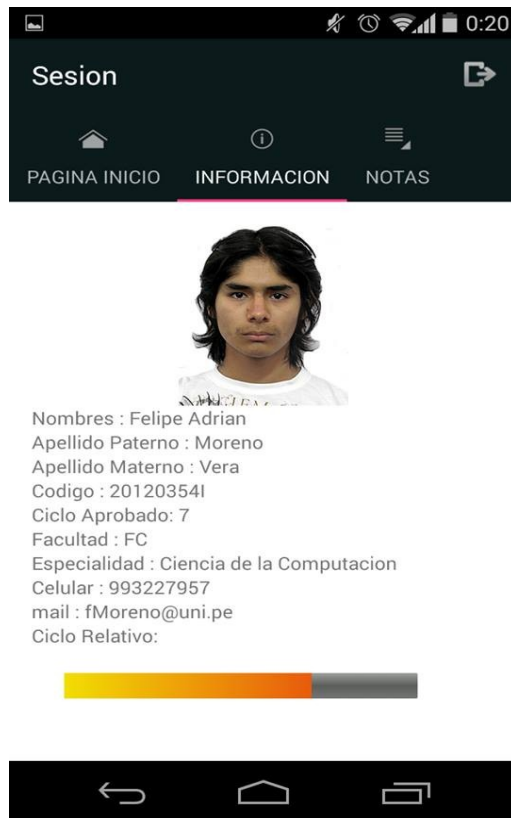 0:20
Sesion
PAGINA INICIO INFORMACION NOTAS
Nombres : Felipe Adrian
Apellido Paterno : Moreno
Apellido Materno : Vera
Codigo : 20120354I
Ciclo Aprobado: 7
Facultad : FC
Especialidad : Ciencia de la Computacion
Celular : 993227957
mail : fMoreno@uni.pe
Ciclo Relativo: